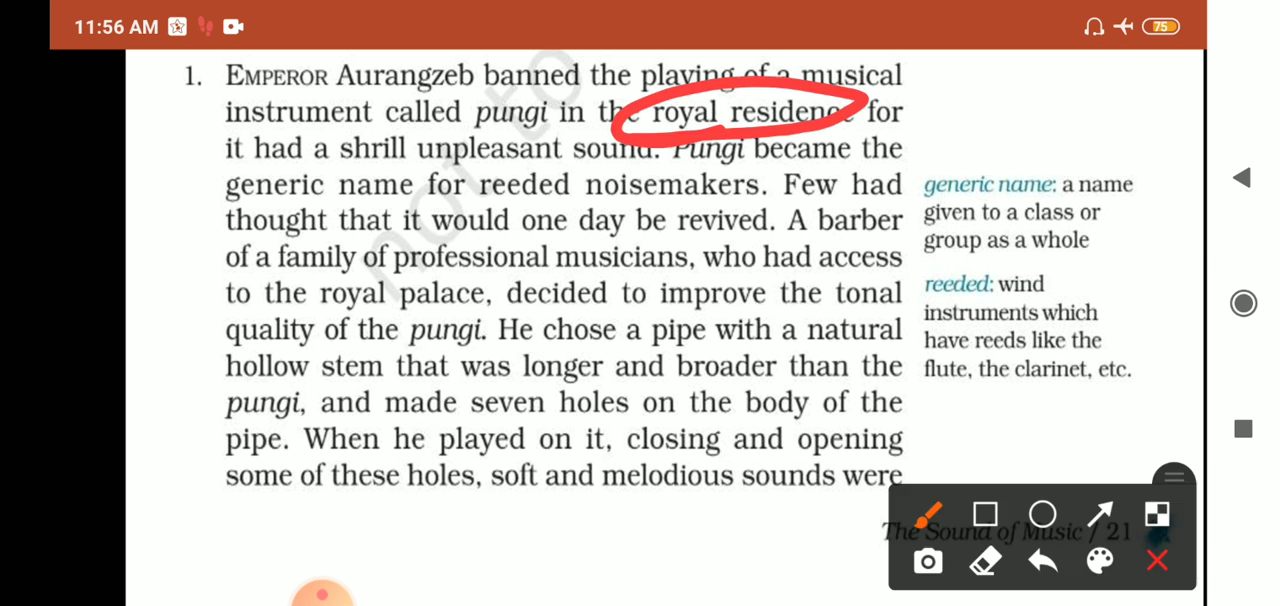 11:56 AM
75
1. EMPEROR Aurangzeb banned the playing of a musical
instrument called pungi in the royal residence for
it had a shrill unpleasant sound. Pungi became the
generic name for reeded noisemakers. Few had
thought that it would one day be revived. A barber
of a family of professional musicians, who had access
to the royal palace, decided to improve the tonal
quality of the pungi. He chose a pipe with a natural
hollow stem that was longer and broader than the
pungi, and made seven holes on the body of the
pipe. When he played on it, closing and opening
some of these holes, soft and melodious sounds were
generic name: a name
given to a class or
group as a whole
reeded: wind
instruments which
have reeds like the
flute, the clarinet, etc.
The Sound of Music / 21
not to